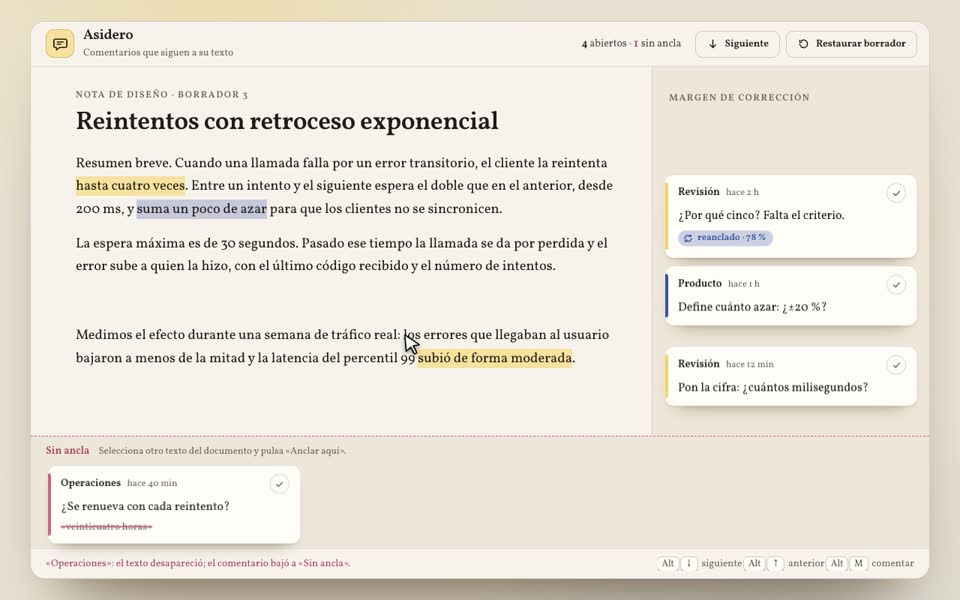 Asidero
Comentarios que siguen a su texto
4 abiertos · 1 sin ancla
Siguiente
Restaurar borrador
NOTA DE DISEÑO · BORRADOR 3
Reintentos con retroceso exponencial
Resumen breve. Cuando una llamada falla por un error transitorio, el cliente la reintenta
hasta cuatro veces. Entre un intento y el siguiente espera el doble que en el anterior, desde
200 ms, y suma un poco de azar para que los clientes no se sincronicen.
La espera máxima es de 30 segundos. Pasado ese tiempo la llamada se da por perdida y el
error sube a quien la hizo, con el último código recibido y el número de intentos.
Medimos el efecto durante una semana de tráfico real: los errores que llegaban al usuario
bajaron a menos de la mitad y la latencia del percentil 99 subió de forma moderada.
MARGEN DE CORRECCIÓN
Revisión hace 2 h
¿Por qué cinco? Falta el criterio.
reanclado · 78 %
Producto hace 1 h
Define cuánto azar: ¿±20 %?
Revisión hace 12 min
Pon la cifra: ¿cuántos milisegundos?
Sin ancla Selecciona otro texto del documento y pulsa «Anclar aquí».
Operaciones hace 40 min
¿Se renueva con cada reintento?
«veinticuatro horas»
«Operaciones»: el texto desapareció; el comentario bajó a «Sin ancla».
Alt ↓ siguiente Alt ↑ anterior Alt M comentar